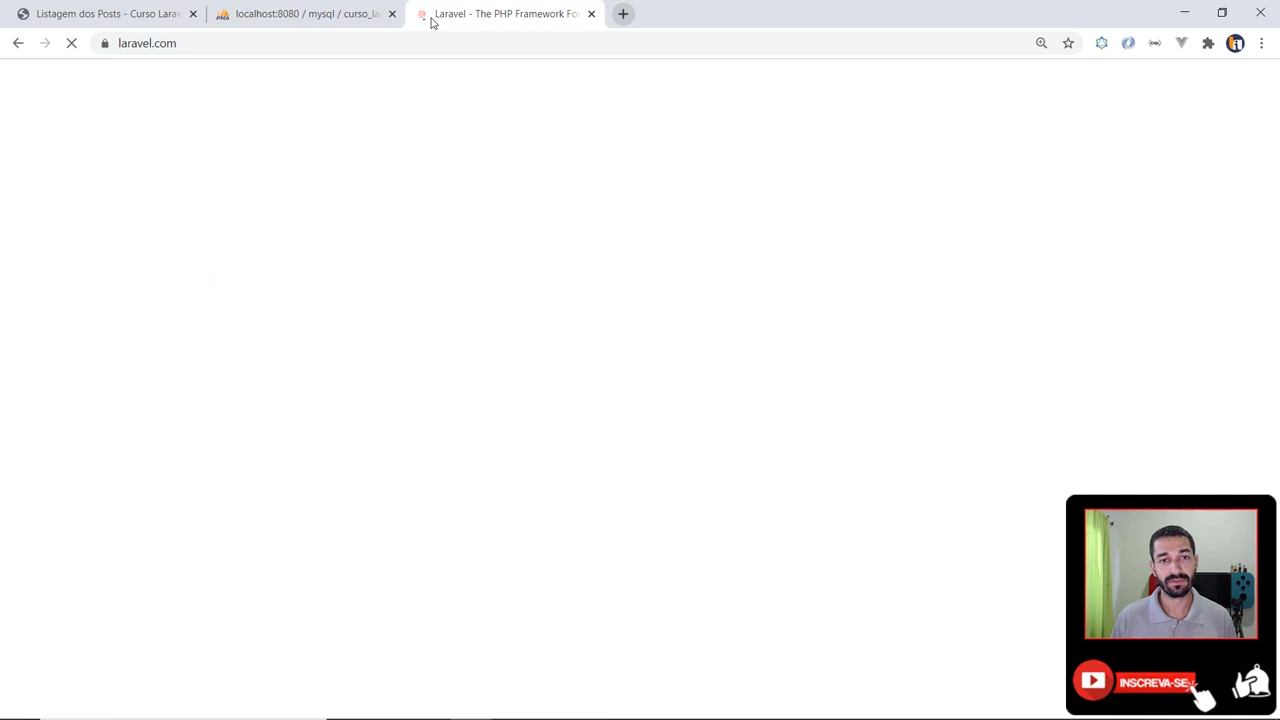 Listagem dos Posts - Curso Larav
localhost:8080 / mysql / curso_la
Laravel - The PHP Framework Fo
laravel.com
INSCREVA-SE